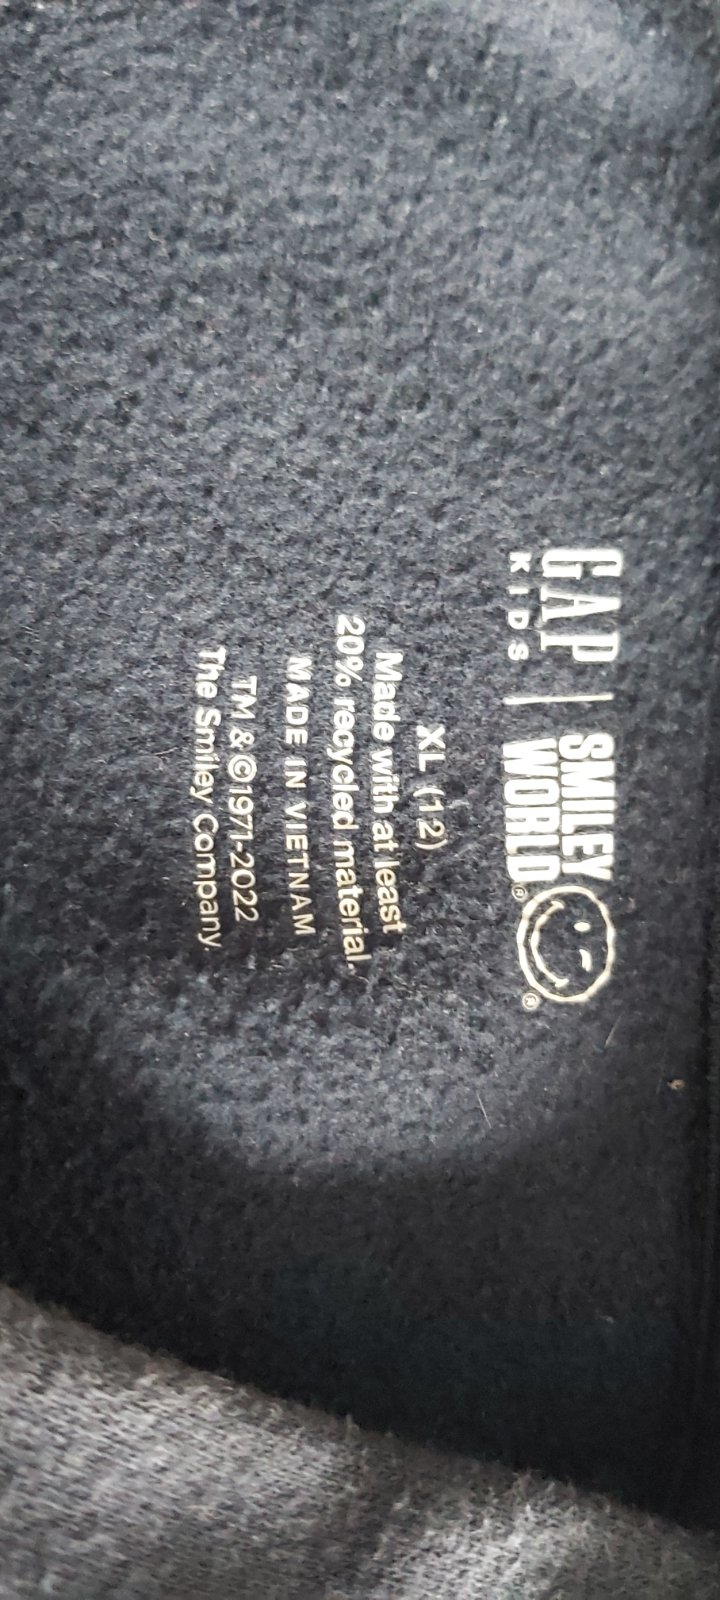 GAP
KIDS
SMILEY
WORLD®
®
XL (12)
Made with at least
20% recycled material.
MADE IN VIETNAM
TM &©1971-2022
The Smiley Company.